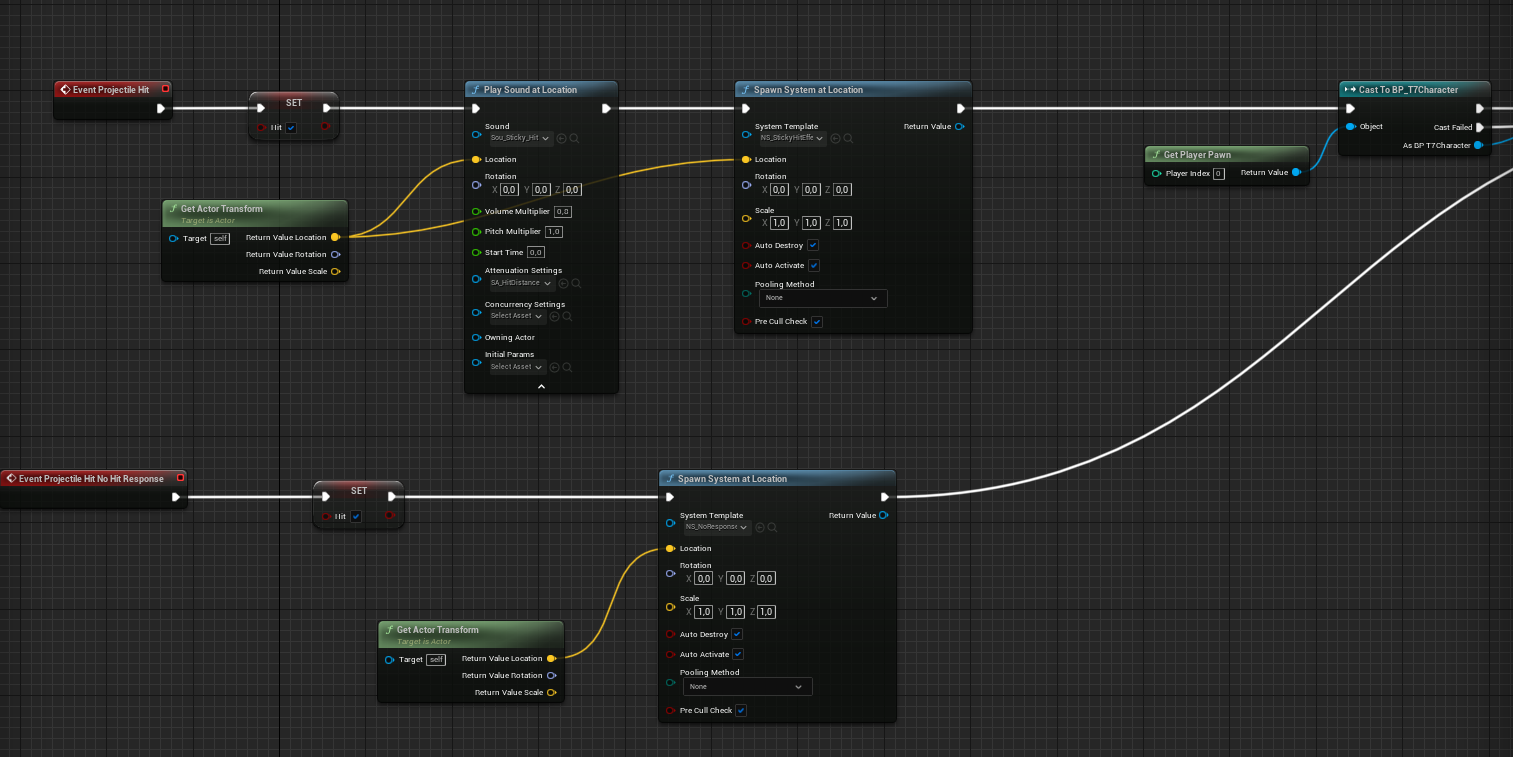 Event Projectile Hit
SET
Hit
Get Actor Transform
Target is Actor
Target self
Return Value Location
Return Value Rotation
Return Value Scale
Play Sound at Location
Sound
Sou_Sticky_Hit
Location
Rotation
X 0,0 Y 0,0 Z 0,0
Volume Multiplier 0,8
Pitch Multiplier 1,0
Start Time 0,0
Attenuation Settings
SA_HitDistance
Concurrency Settings
Select Asset
Owning Actor
Initial Params
Select Asset
Spawn System at Location
System Template Return Value
NS_StickyHitEffe
Location
Rotation
X 0,0 Y 0,0 Z 0,0
Scale
X 1,0 Y 1,0 Z 1,0
Auto Destroy
Auto Activate
Pooling Method
None
Pre Cull Check
Get Player Pawn
Player Index 0 Return Value
Cast To BP_T7Character
Object
Cast Failed
As BP T7Character
Event Projectile Hit No Hit Response
SET
Hit
Get Actor Transform
Target is Actor
Target self
Return Value Location
Return Value Rotation
Return Value Scale
Spawn System at Location
System Template Return Value
NS_NoResponse
Location
Rotation
X 0,0 Y 0,0 Z 0,0
Scale
X 1,0 Y 1,0 Z 1,0
Auto Destroy
Auto Activate
Pooling Method
None
Pre Cull Check